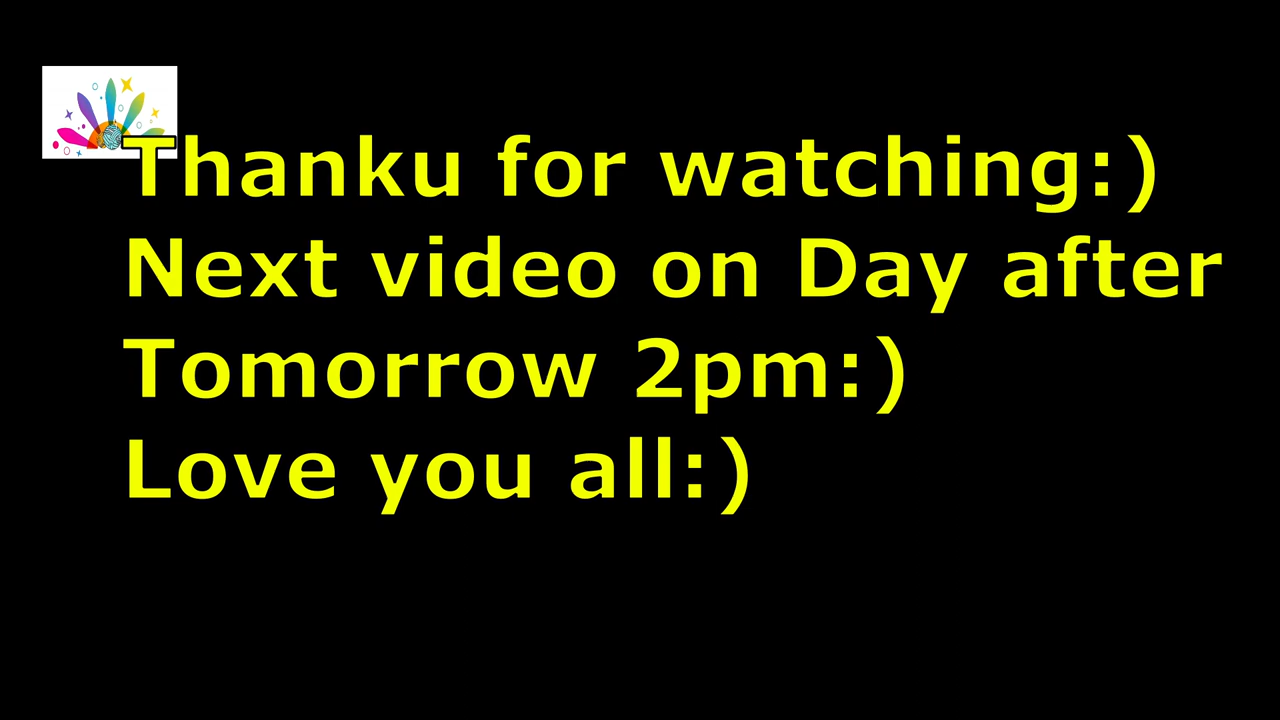 Thanku for watching:)
Next video on Day after
Tomorrow 2pm:)
Love you all:)